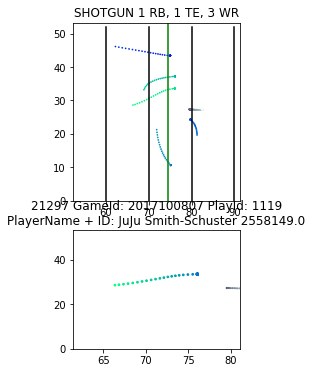 SHOTGUN 1 RB, 1 TE, 3 WR
50
40
30
20
10
0
60 70 80 90
21297 GameId: 2017100807 PlayId: 1119
PlayerName + ID: JuJu Smith-Schuster 2558149.0
40
20
0
65 70 75 80